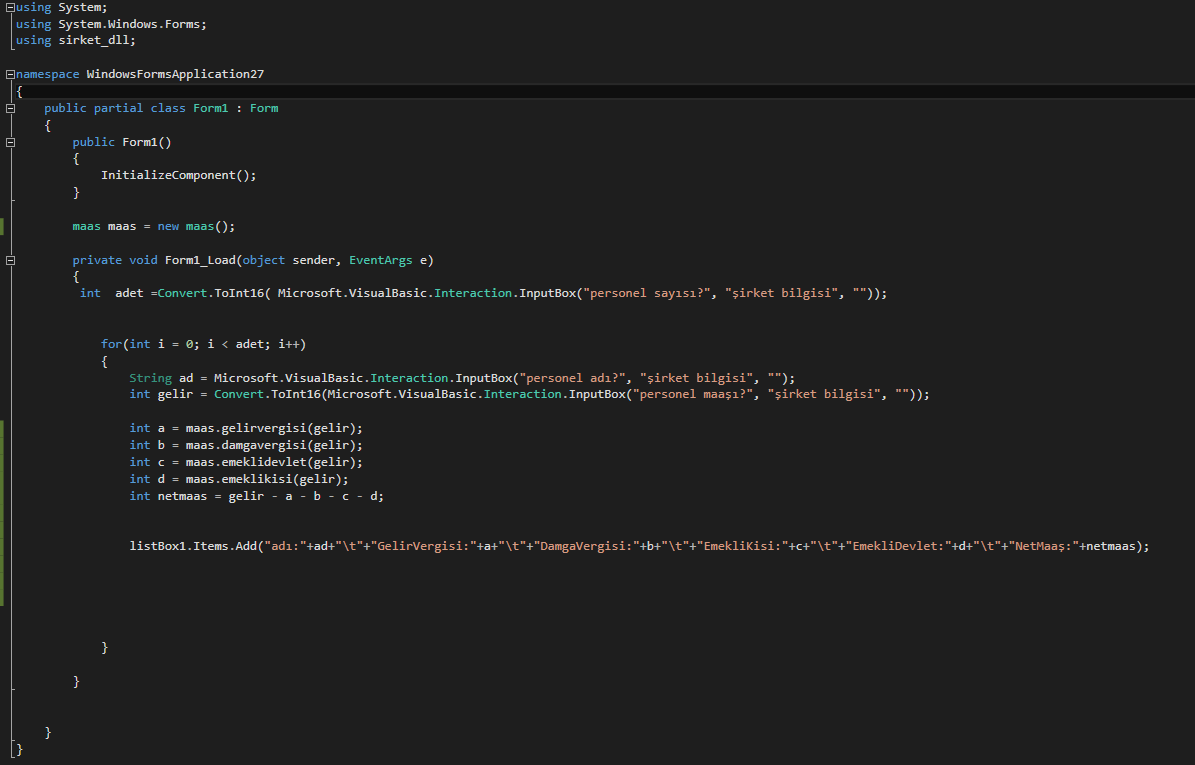 using System;
using System.Windows.Forms;
using sirket_dll;
namespace WindowsFormsApplication27
{
public partial class Form1 : Form
{
public Form1()
{
InitializeComponent();
}
maas maas = new maas();
private void Form1_Load(object sender, EventArgs e)
{
int  adet =Convert.ToInt16( Microsoft.VisualBasic.Interaction.InputBox("personel sayısı?", "şirket bilgisi", ""));
for(int i = 0; i < adet; i++)
{
String ad = Microsoft.VisualBasic.Interaction.InputBox("personel adı?", "şirket bilgisi", "");
int gelir = Convert.ToInt16(Microsoft.VisualBasic.Interaction.InputBox("personel maaşı?", "şirket bilgisi", ""));
int a = maas.gelirvergisi(gelir);
int b = maas.damgavergisi(gelir);
int c = maas.emeklidevlet(gelir);
int d = maas.emeklikisi(gelir);
int netmaas = gelir - a - b - c - d;
listBox1.Items.Add("adı:"+ad+"\t"+"GelirVergisi:"+a+"\t"+"DamgaVergisi:"+b+"\t"+"EmekliKisi:"+c+"\t"+"EmekliDevlet:"+d+"\t"+"NetMaaş:"+netmaas);
}
}
}
}